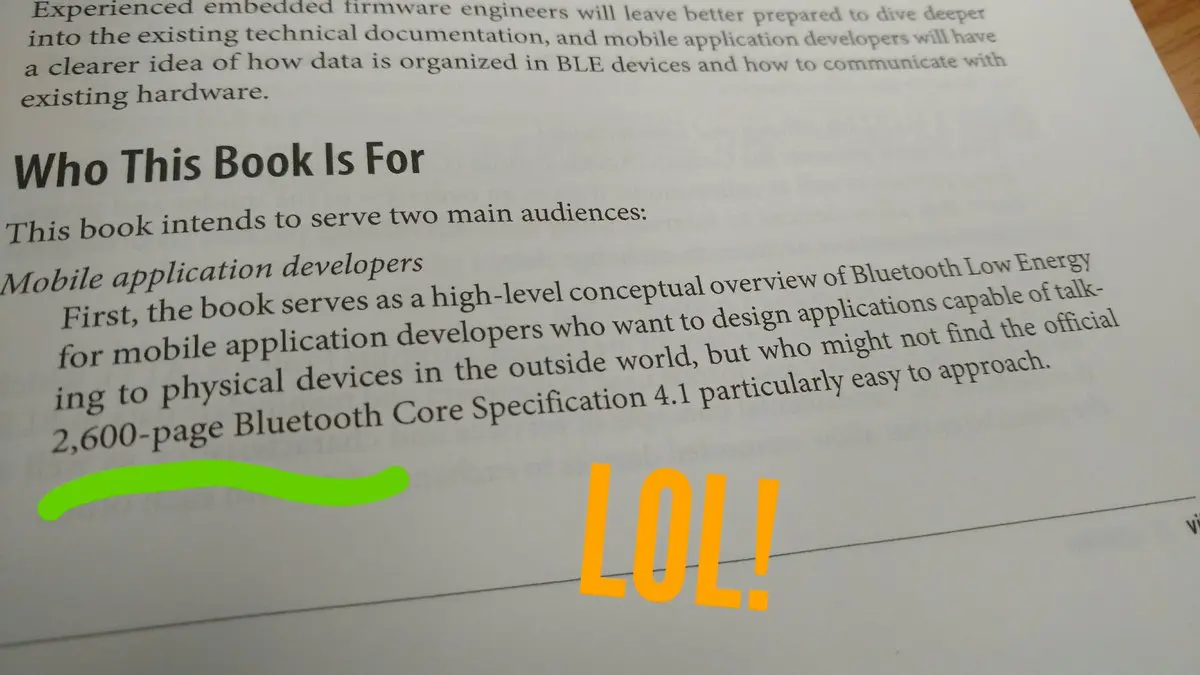 Experienced embedded firmware engineers will leave better prepared to dive deeper
into the existing technical documentation, and mobile application developers will have
a clearer idea of how data is organized in BLE devices and how to communicate with
existing hardware.
Who This Book Is For
This book intends to serve two main audiences:
Mobile application developers
First, the book serves as a high-level conceptual overview of Bluetooth Low Energy
for mobile application developers who want to design applications capable of talk-
ing to physical devices in the outside world, but who might not find the official
2,600-page Bluetooth Core Specification 4.1 particularly easy to approach.
LOL!